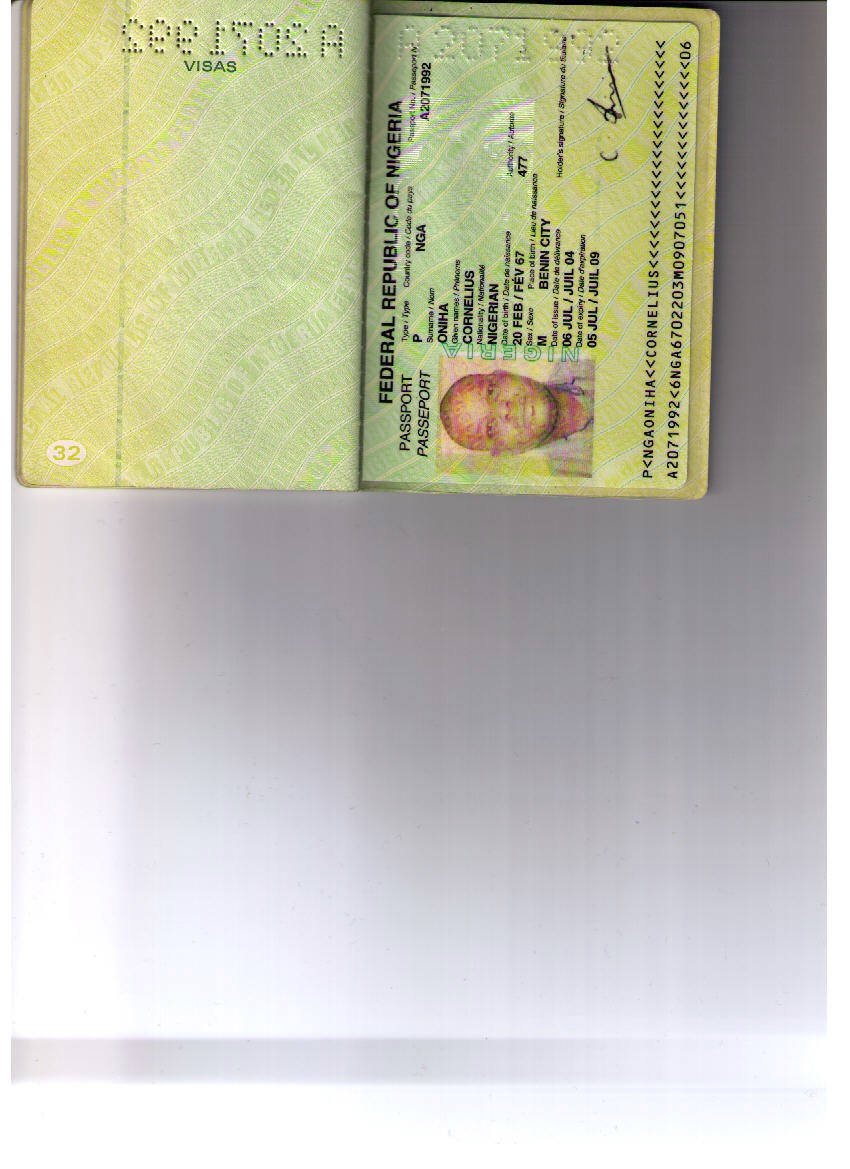 A2071992
VISAS
32
A2071992
FEDERAL REPUBLIC OF NIGERIA
PASSPORT
PASSEPORT
Type / Type Country code / Code du pays Passport No. / Passeport N°
P NGA A2071992
Surname / Nom
ONIHA
Given names / Prénoms
CORNELIUS
Nationality / Nationalité
NIGERIAN
Date of birth / Date de naissance Authority / Autorité
20 FEB / FÉV 67 477
Sex / Sexe Place of birth / Lieu de naissance
M BENIN CITY
Date of issue / Date de délivrance Holder's signature / Signature du titulaire
06 JUL / JUIL 04
Date of expiry / Date d'expiration
05 JUL / JUIL 09
NIGERIA
P<NGAONIHA<<CORNELIUS<<<<<<<<<<<<<<<<<<<<<<<
A2071992<6NGA6702203M0907051<<<<<<<<<<<<<<06